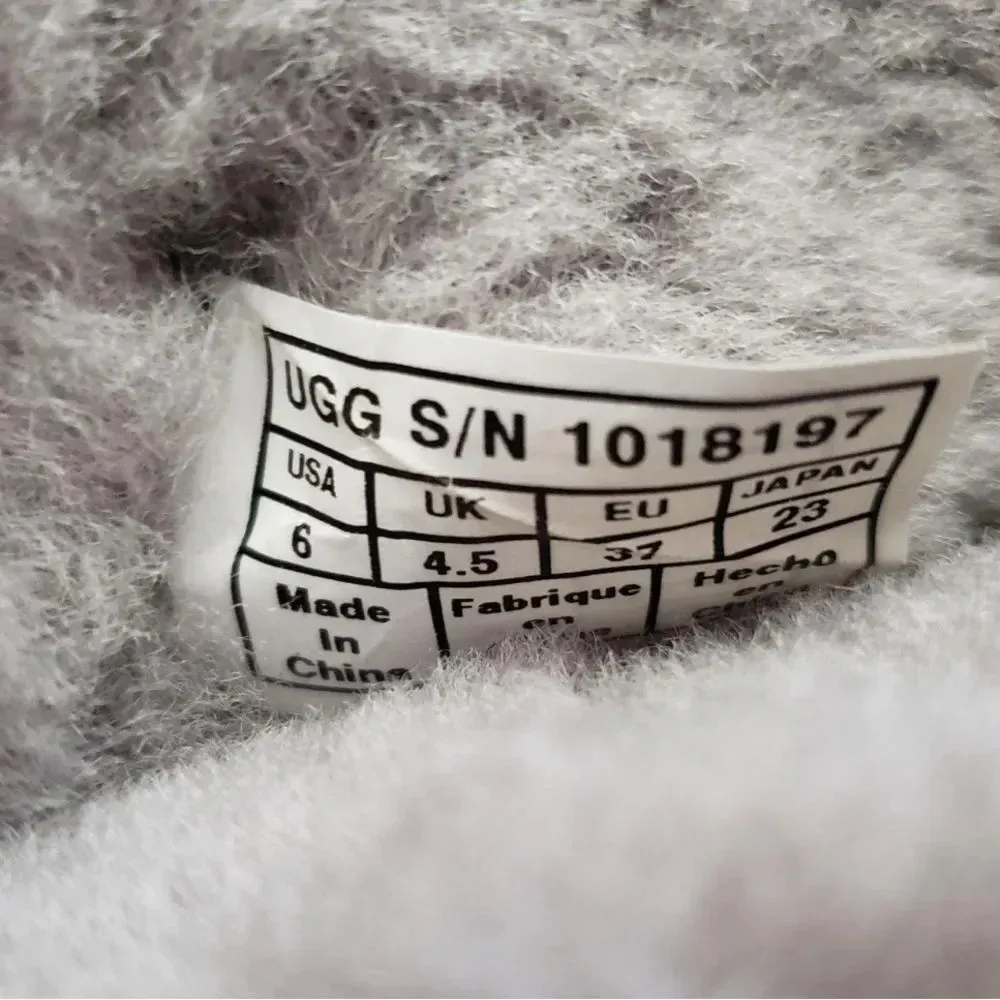 UGG S/N 1018197
USA UK EU JAPAN
6 4.5 37 23
Made Fabrique Hecho
In en en
China